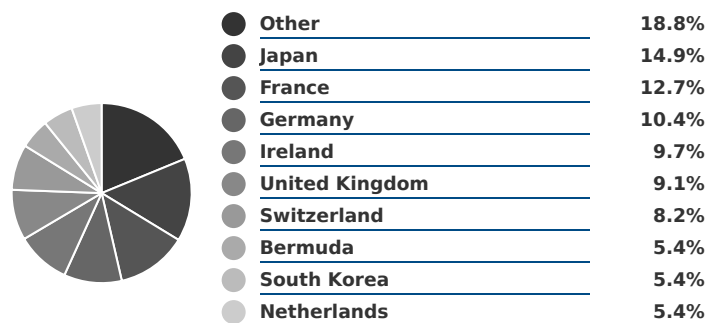 Other 18.8%
Japan 14.9%
France 12.7%
Germany 10.4%
Ireland 9.7%
United Kingdom 9.1%
Switzerland 8.2%
Bermuda 5.4%
South Korea 5.4%
Netherlands 5.4%